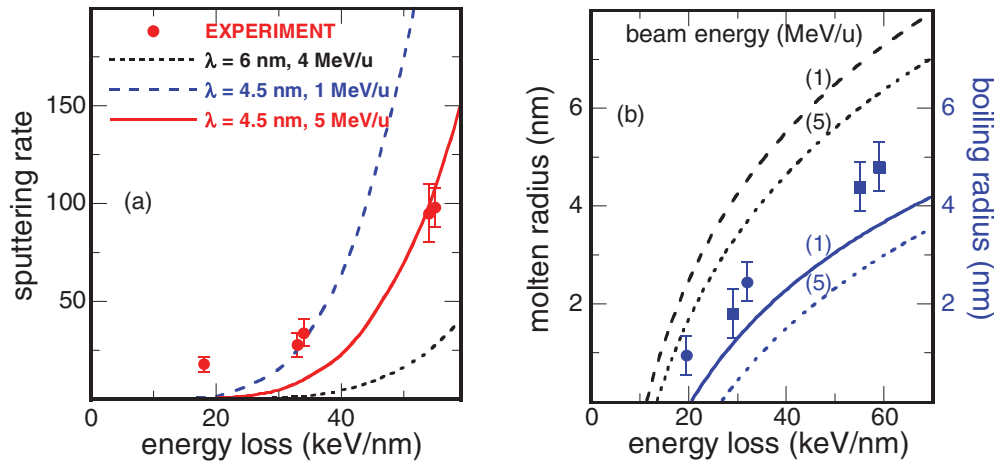 EXPERIMENT
λ = 6 nm, 4 MeV/u
λ = 4.5 nm, 1 MeV/u
λ = 4.5 nm, 5 MeV/u
(a)
sputtering rate
150
100
50
0
20
40
energy loss (keV/nm)
beam energy (MeV/u)
(b)
(1)
(5)
(1)
(5)
molten radius (nm)
6
4
2
0
20
40
60
energy loss (keV/nm)
boiling radius (nm)
6
4
2